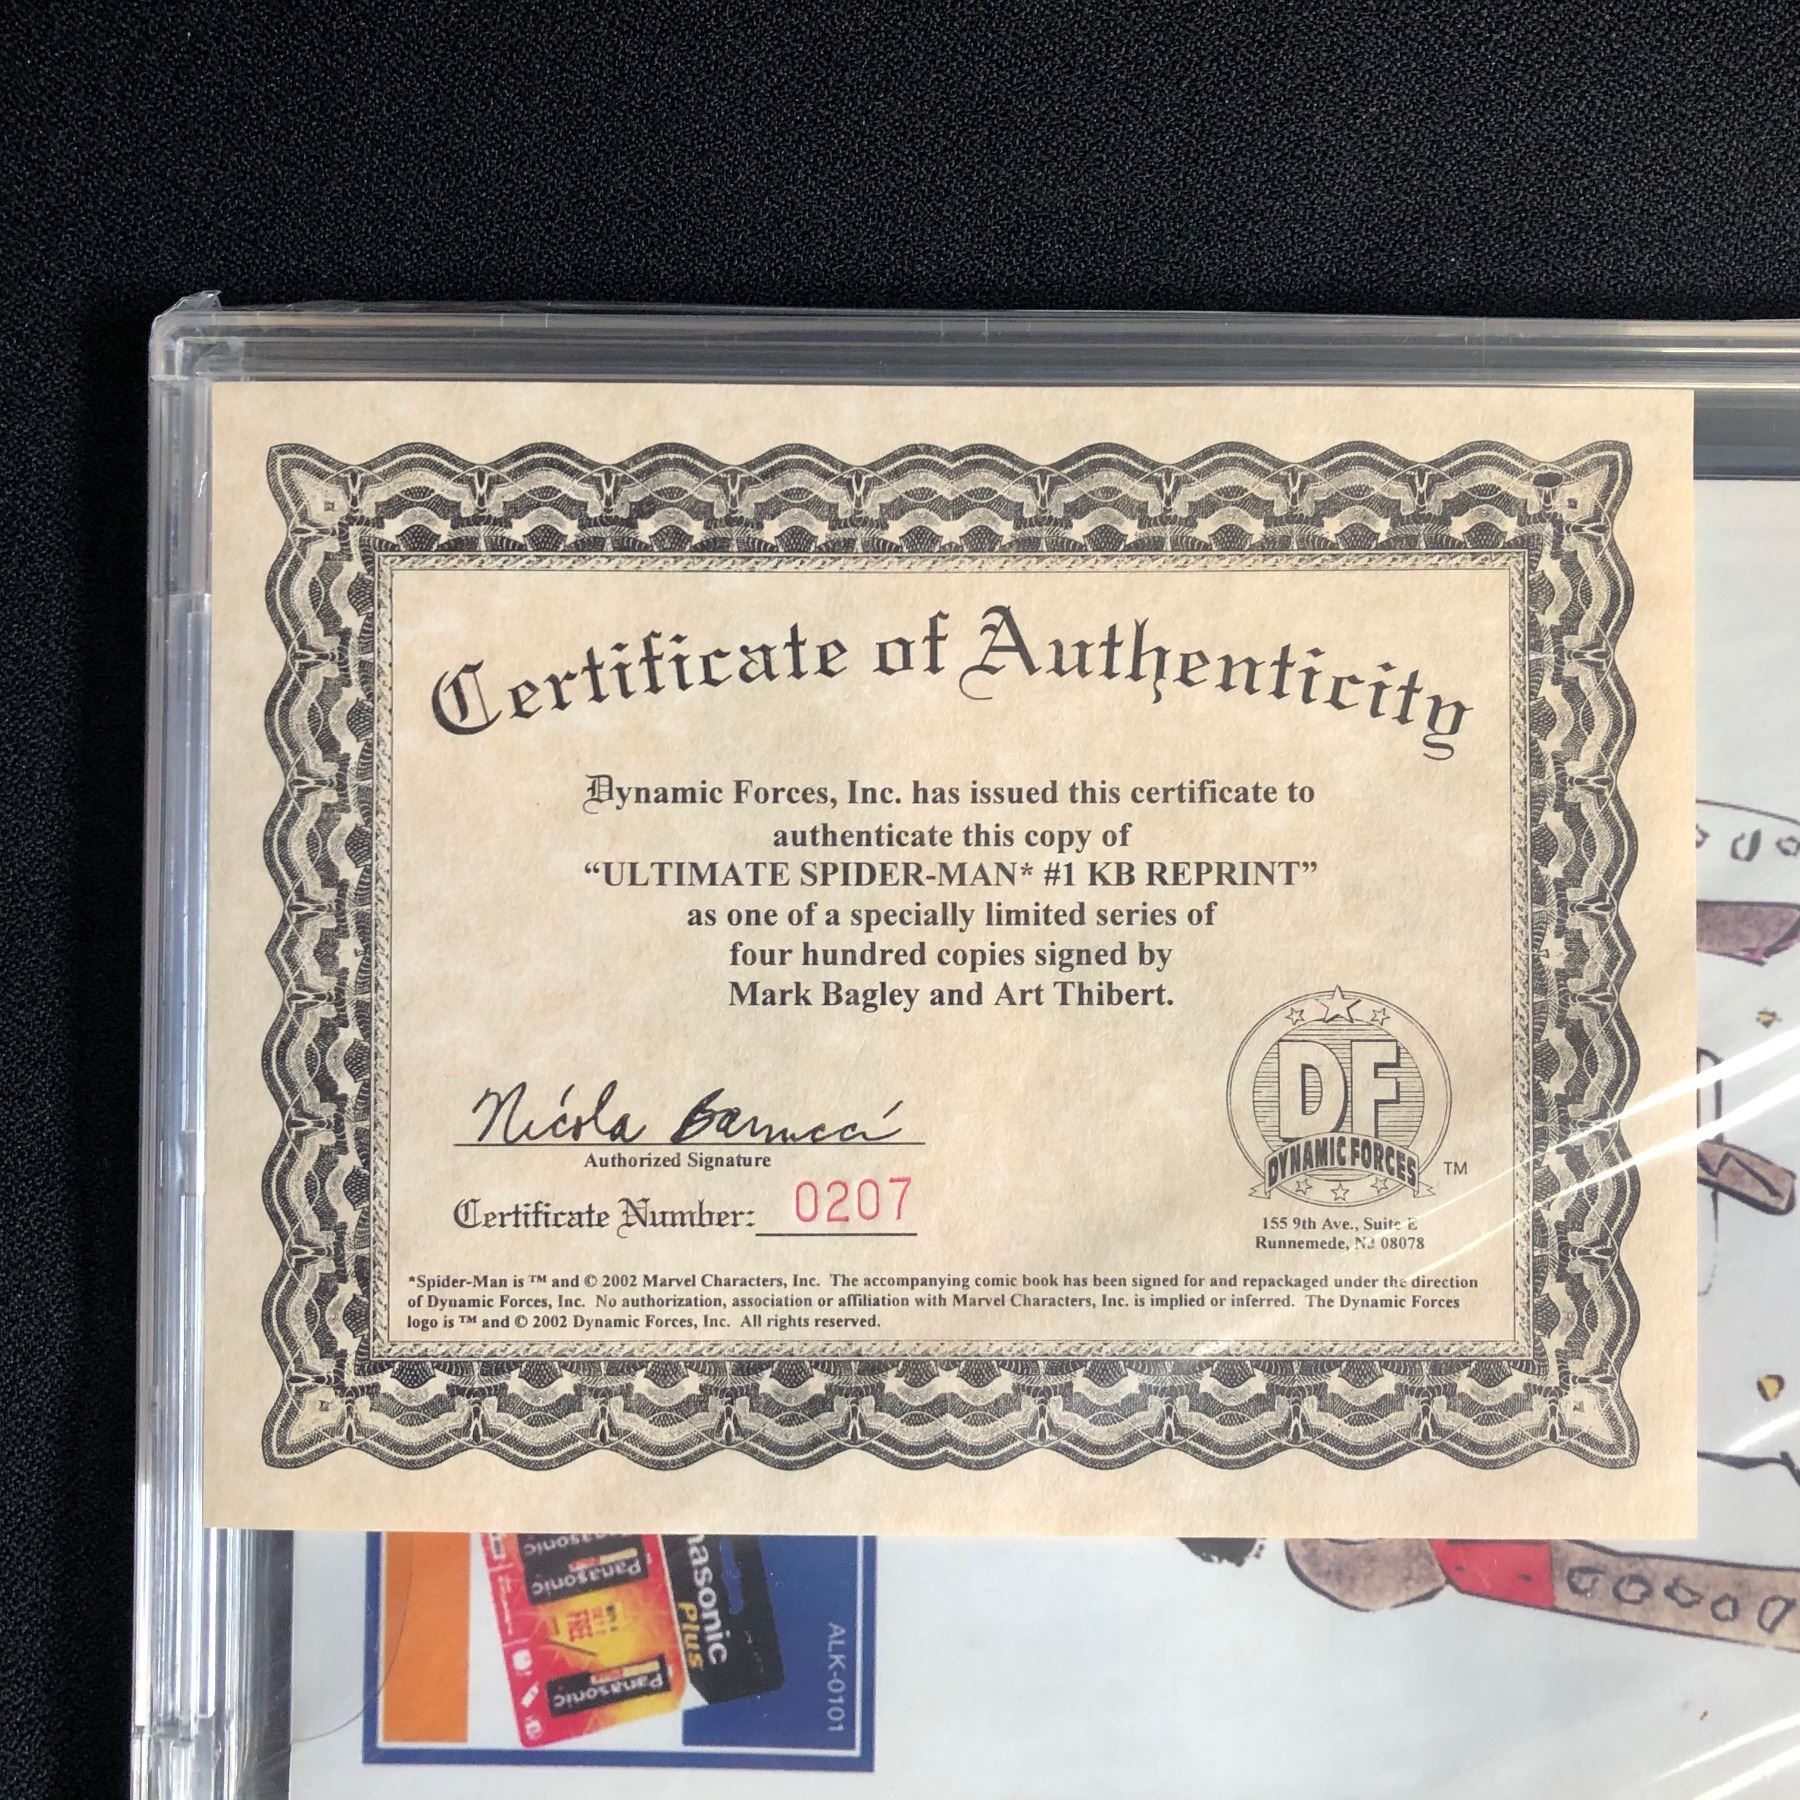 Certificate of Authenticity
Dynamic Forces, Inc. has issued this certificate to
authenticate this copy of
“ULTIMATE SPIDER-MAN* #1 KB REPRINT”
as one of a specially limited series of
four hundred copies signed by
Mark Bagley and Art Thibert.
Nicola Barrucci
Authorized Signature
Certificate Number: 0207
DF
DYNAMIC FORCES TM
155 9th Ave., Suite E
Runnemede, NJ 08078
*Spider-Man is ™ and © 2002 Marvel Characters, Inc. The accompanying comic book has been signed for and repackaged under the direction
of Dynamic Forces, Inc. No authorization, association or affiliation with Marvel Characters, Inc. is implied or inferred. The Dynamic Forces
logo is ™ and © 2002 Dynamic Forces, Inc. All rights reserved.
Panasonic
Panasonic
Panasonic
nasonic
Plus
ALK-0101